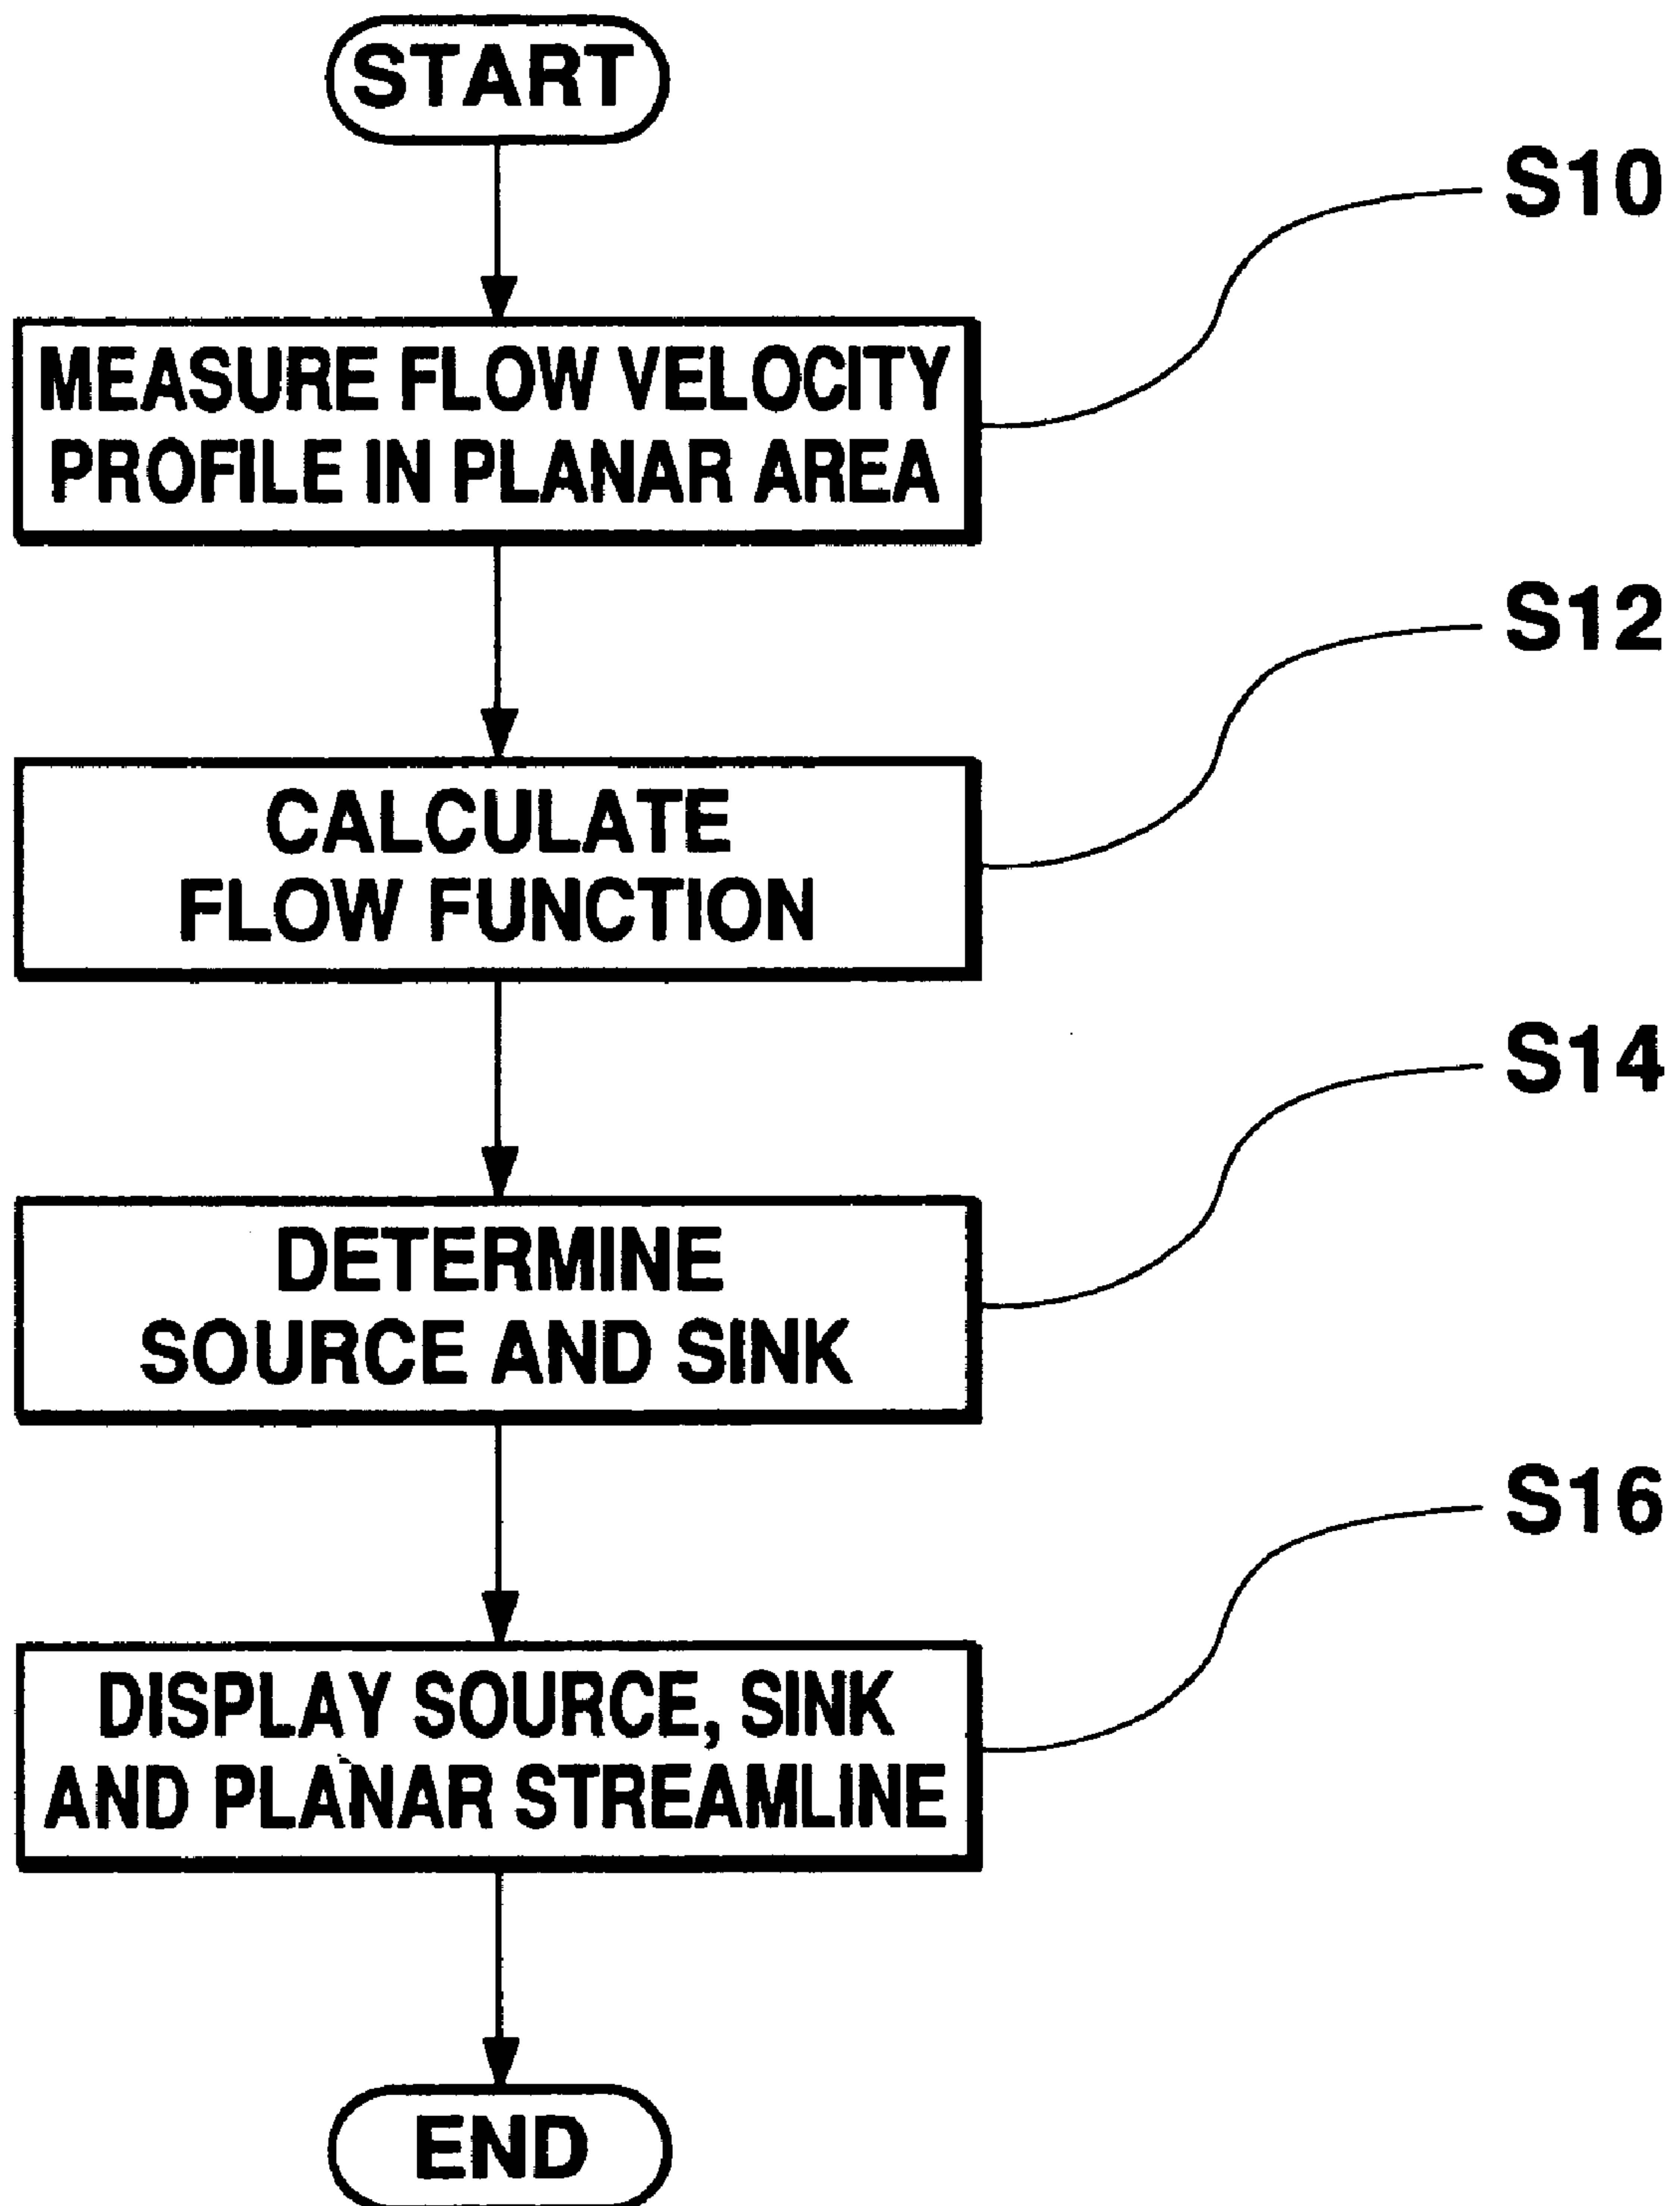 START
S10
MEASURE FLOW VELOCITY
PROFILE IN PLANAR AREA
S12
CALCULATE
FLOW FUNCTION
S14
DETERMINE
SOURCE AND SINK
S16
DISPLAY SOURCE, SINK
AND PLANAR STREAMLINE
END